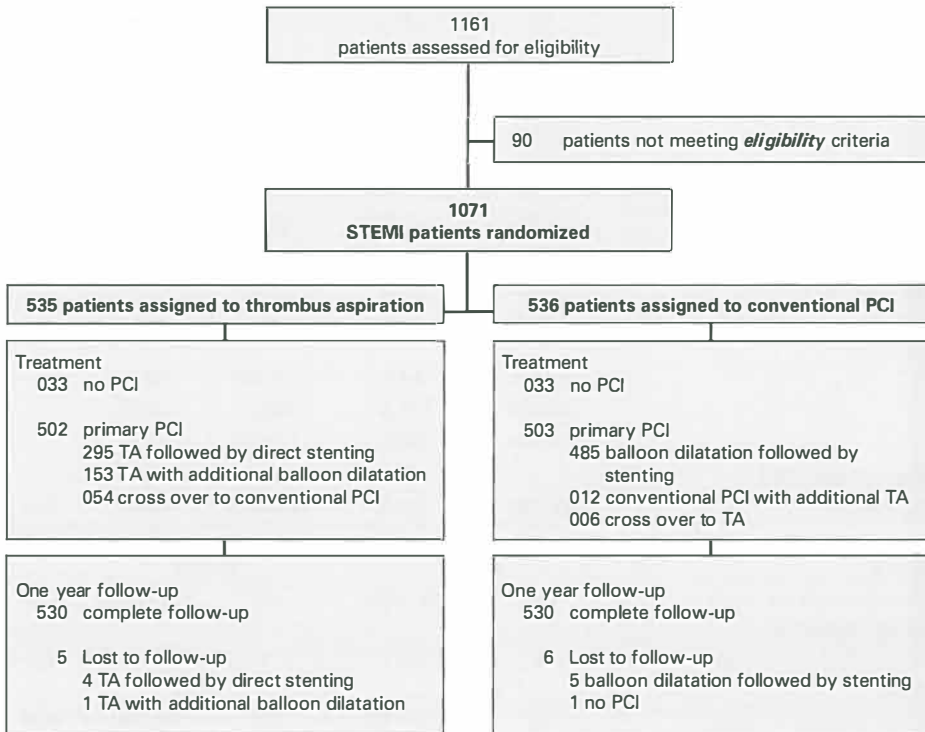 1161
patients assessed for eligibility
90 patients not meeting eligibility criteria
1071
STEMI patients randomized
535 patients assigned to thrombus aspiration
Treatment
033 no PCI
502 primary PCI
295 TA followed by direct stenting
153 TA with additional balloon dilatation
054 cross over to conventional PCI
One year follow-up
530 complete follow-up
5 Lost to follow-up
4 TA followed by direct stenting
1 TA with additional balloon dilatation
536 patients assigned to conventional PCI
Treatment
033 no PCI
503 primary PCI
485 balloon dilatation followed by
stenting
012 conventional PCI with additional TA
006 cross over to TA
One year follow-up
530 complete follow-up
6 Lost to follow-up
5 balloon dilatation followed by stenting
1 no PCI